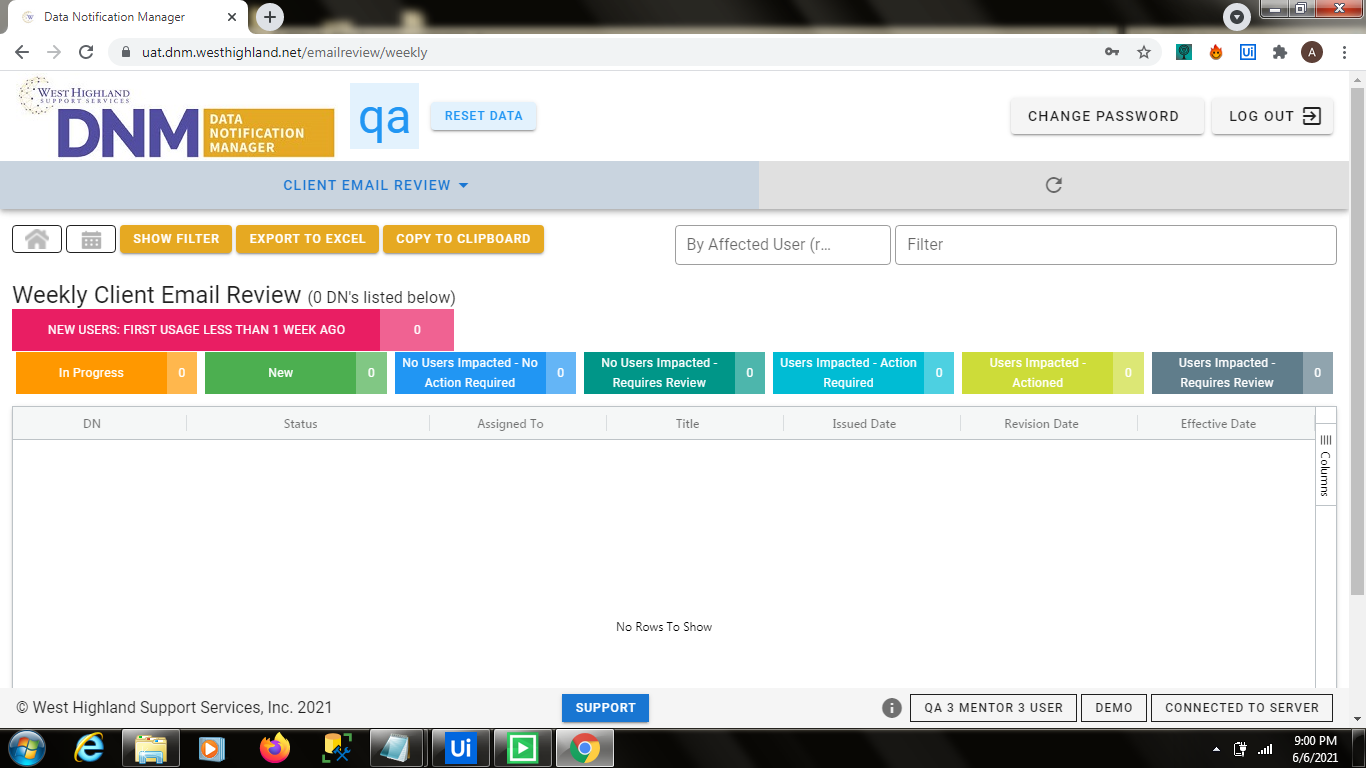 Data Notification Manager
uat.dnm.westhighland.net/emailreview/weekly
A
WEST HIGHLAND
SUPPORT SERVICES
DNM
DATA
NOTIFICATION
MANAGER
qa
RESET DATA
CHANGE PASSWORD
LOG OUT
CLIENT EMAIL REVIEW
SHOW FILTER
EXPORT TO EXCEL
COPY TO CLIPBOARD
By Affected User (r...
Filter
Weekly Client Email Review (0 DN's listed below)
NEW USERS: FIRST USAGE LESS THAN 1 WEEK AGO 0
In Progress 0
New 0
No Users Impacted - No
Action Required 0
No Users Impacted -
Requires Review 0
Users Impacted - Action
Required 0
Users Impacted -
Actioned 0
Users Impacted -
Requires Review 0
DN Status Assigned To Title Issued Date Revision Date Effective Date
Columns
No Rows To Show
© West Highland Support Services, Inc. 2021
SUPPORT
QA 3 MENTOR 3 USER
DEMO
CONNECTED TO SERVER
Ui
9:00 PM
6/6/2021